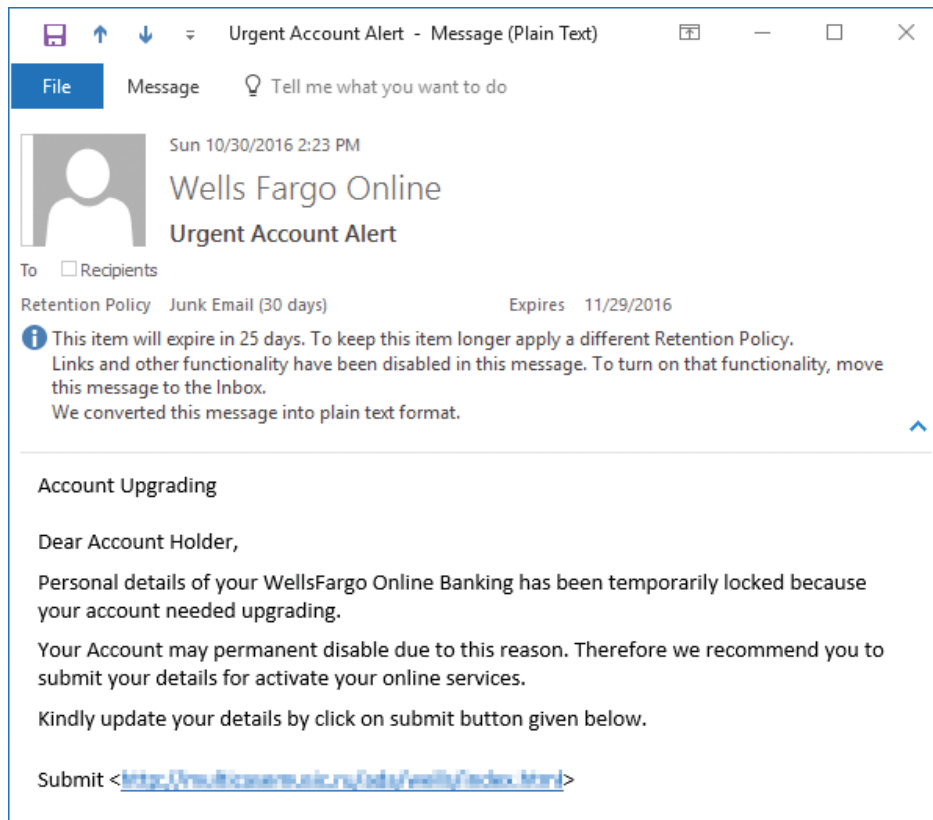 Urgent Account Alert - Message (Plain Text)
File Message Tell me what you want to do
Sun 10/30/2016 2:23 PM
Wells Fargo Online
Urgent Account Alert
To Recipients
Retention Policy Junk Email (30 days) Expires 11/29/2016
This item will expire in 25 days. To keep this item longer apply a different Retention Policy.
Links and other functionality have been disabled in this message. To turn on that functionality, move
this message to the Inbox.
We converted this message into plain text format.
Account Upgrading
Dear Account Holder,
Personal details of your WellsFargo Online Banking has been temporarily locked because
your account needed upgrading.
Your Account may permanent disable due to this reason. Therefore we recommend you to
submit your details for activate your online services.
Kindly update your details by click on submit button given below.
Submit < >